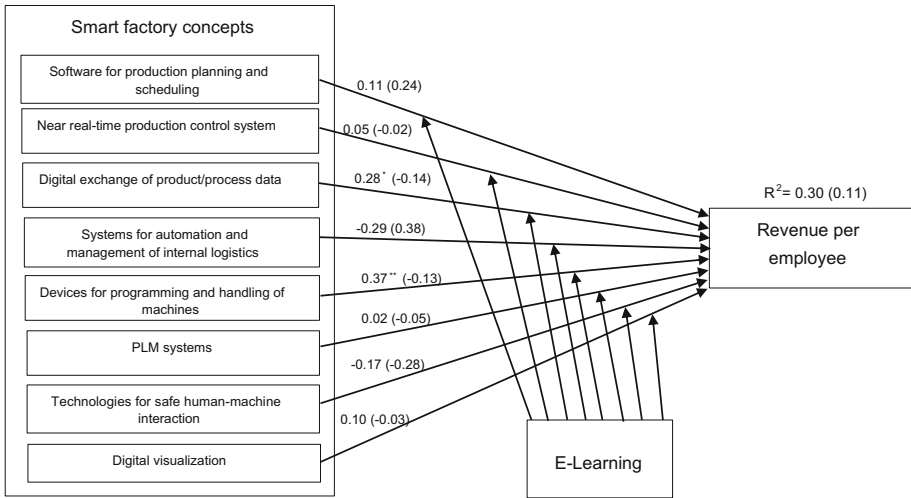 Smart factory concepts
Software for production planning and
scheduling
0.11 (0.24)
Near real-time production control system
0.05 (-0.02)
Digital exchange of product/process data
0.28* (-0.14)
Systems for automation and
management of internal logistics
-0.29 (0.38)
Devices for programming and handling of
machines
0.37** (-0.13)
PLM systems
0.02 (-0.05)
Technologies for safe human-machine
interaction
-0.17 (-0.28)
Digital visualization
0.10 (-0.03)
R²= 0.30 (0.11)
Revenue per
employee
E-Learning